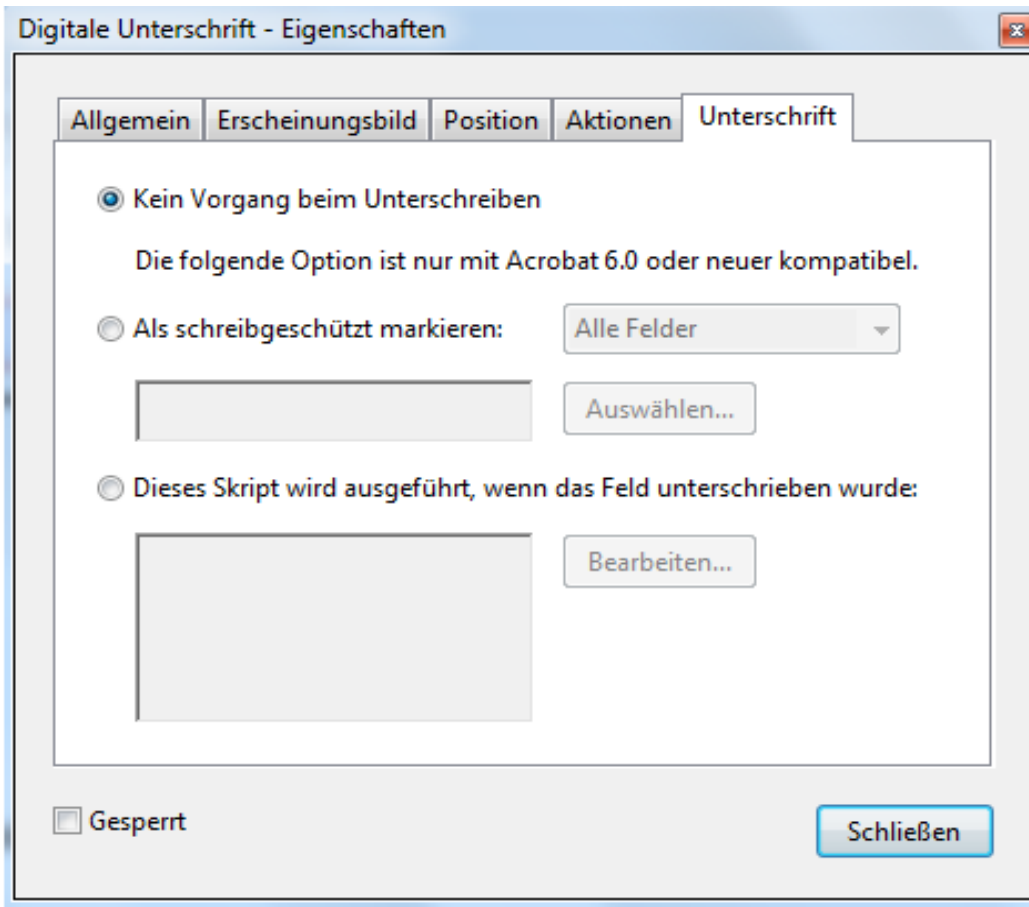 Digitale Unterschrift - Eigenschaften
Allgemein Erscheinungsbild Position Aktionen Unterschrift
Kein Vorgang beim Unterschreiben
Die folgende Option ist nur mit Acrobat 6.0 oder neuer kompatibel.
Als schreibgeschützt markieren: Alle Felder
Auswählen...
Dieses Skript wird ausgeführt, wenn das Feld unterschrieben wurde:
Bearbeiten...
Gesperrt Schließen